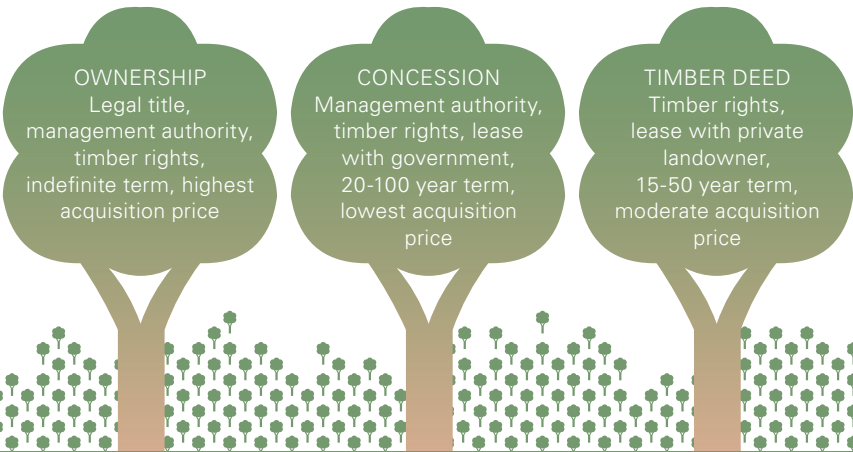 OWNERSHIP
Legal title,
management authority,
timber rights,
indefinite term, highest
acquisition price
CONCESSION
Management authority,
timber rights, lease
with government,
20-100 year term,
lowest acquisition
price
TIMBER DEED
Timber rights,
lease with private
landowner,
15-50 year term,
moderate acquisition
price